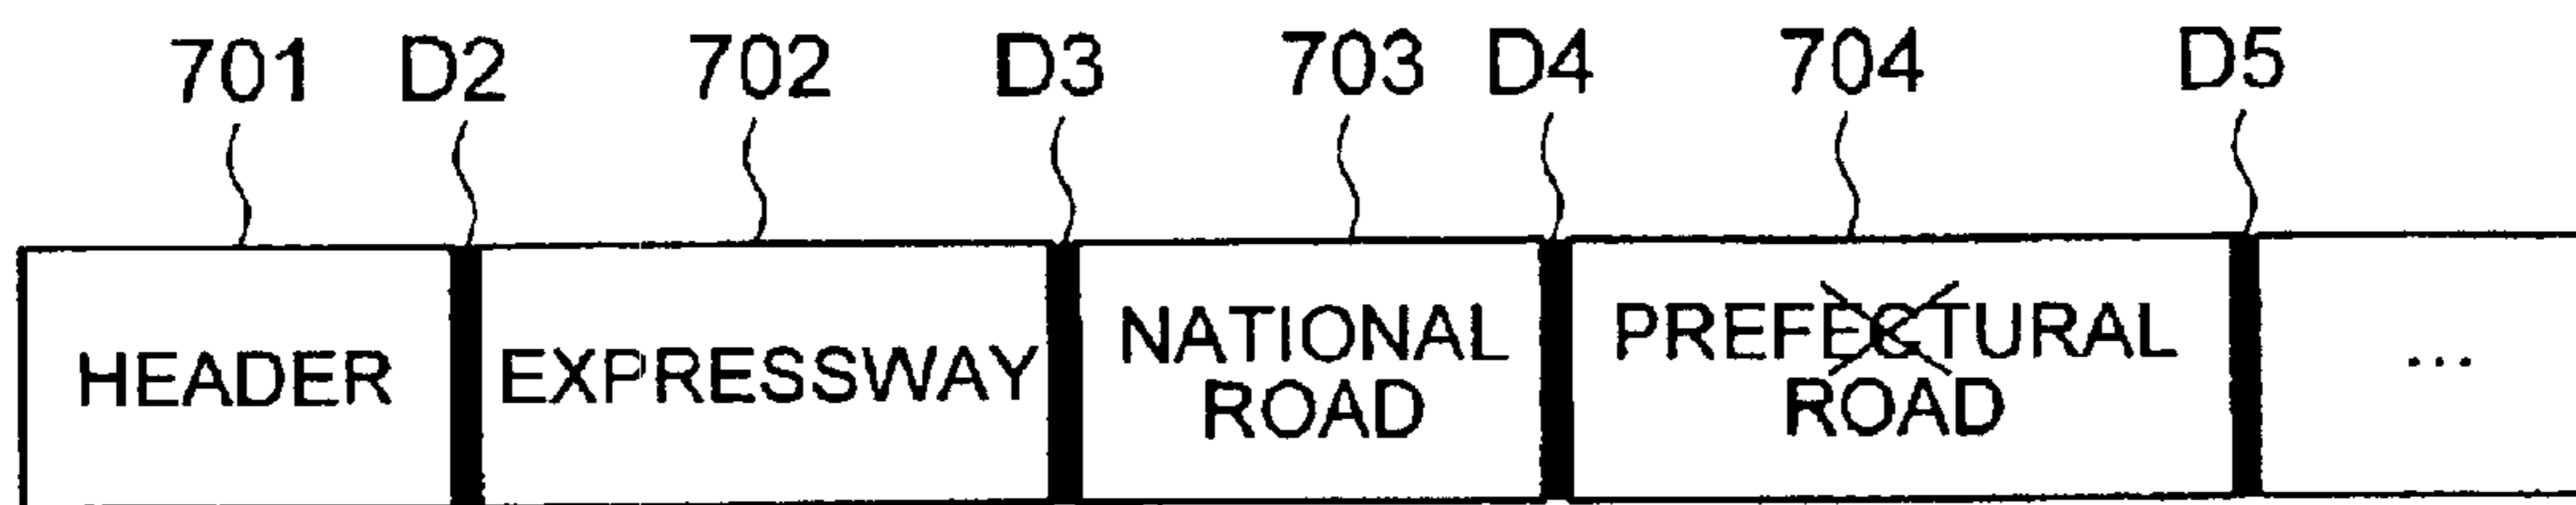 701 D2 702 D3 703 D4 704 D5
HEADER EXPRESSWAY NATIONAL ROAD PREFECTURAL ROAD ...